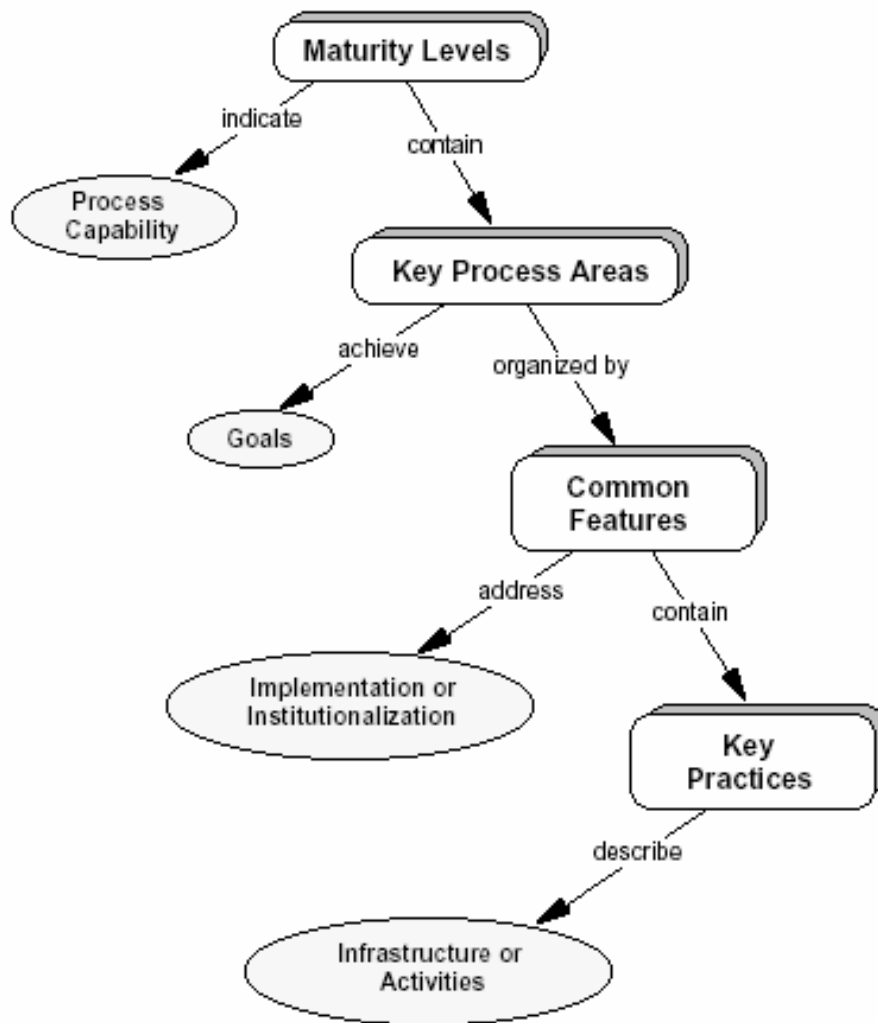 Maturity Levels
indicate
contain
Process
Capability
Key Process Areas
achieve
organized by
Goals
Common
Features
address
contain
Implementation or
Institutionalization
Key
Practices
describe
Infrastructure or
Activities